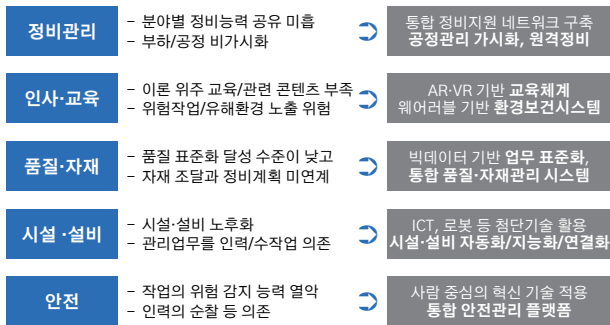 정비관리
- 분야별 정비능력 공유 미흡
- 부하/공정 비가시화
통합 정비지원 네트워크 구축
공정관리 가시화, 원격정비
인사·교육
- 이론 위주 교육/관련 콘텐츠 부족
- 위험작업/유해환경 노출 위험
AR·VR 기반 교육체계
웨어러블 기반 환경보건시스템
품질·자재
- 품질 표준화 달성 수준이 낮고
- 자재 조달과 정비계획 미연계
빅데이터 기반 업무 표준화,
통합 품질·자재관리 시스템
시설 ·설비
- 시설·설비 노후화
- 관리업무를 인력/수작업 의존
ICT, 로봇 등 첨단기술 활용
시설·설비 자동화/지능화/연결화
안전
- 작업의 위험 감지 능력 열악
- 인력의 순찰 등 의존
사람 중심의 혁신 기술 적용
통합 안전관리 플랫폼